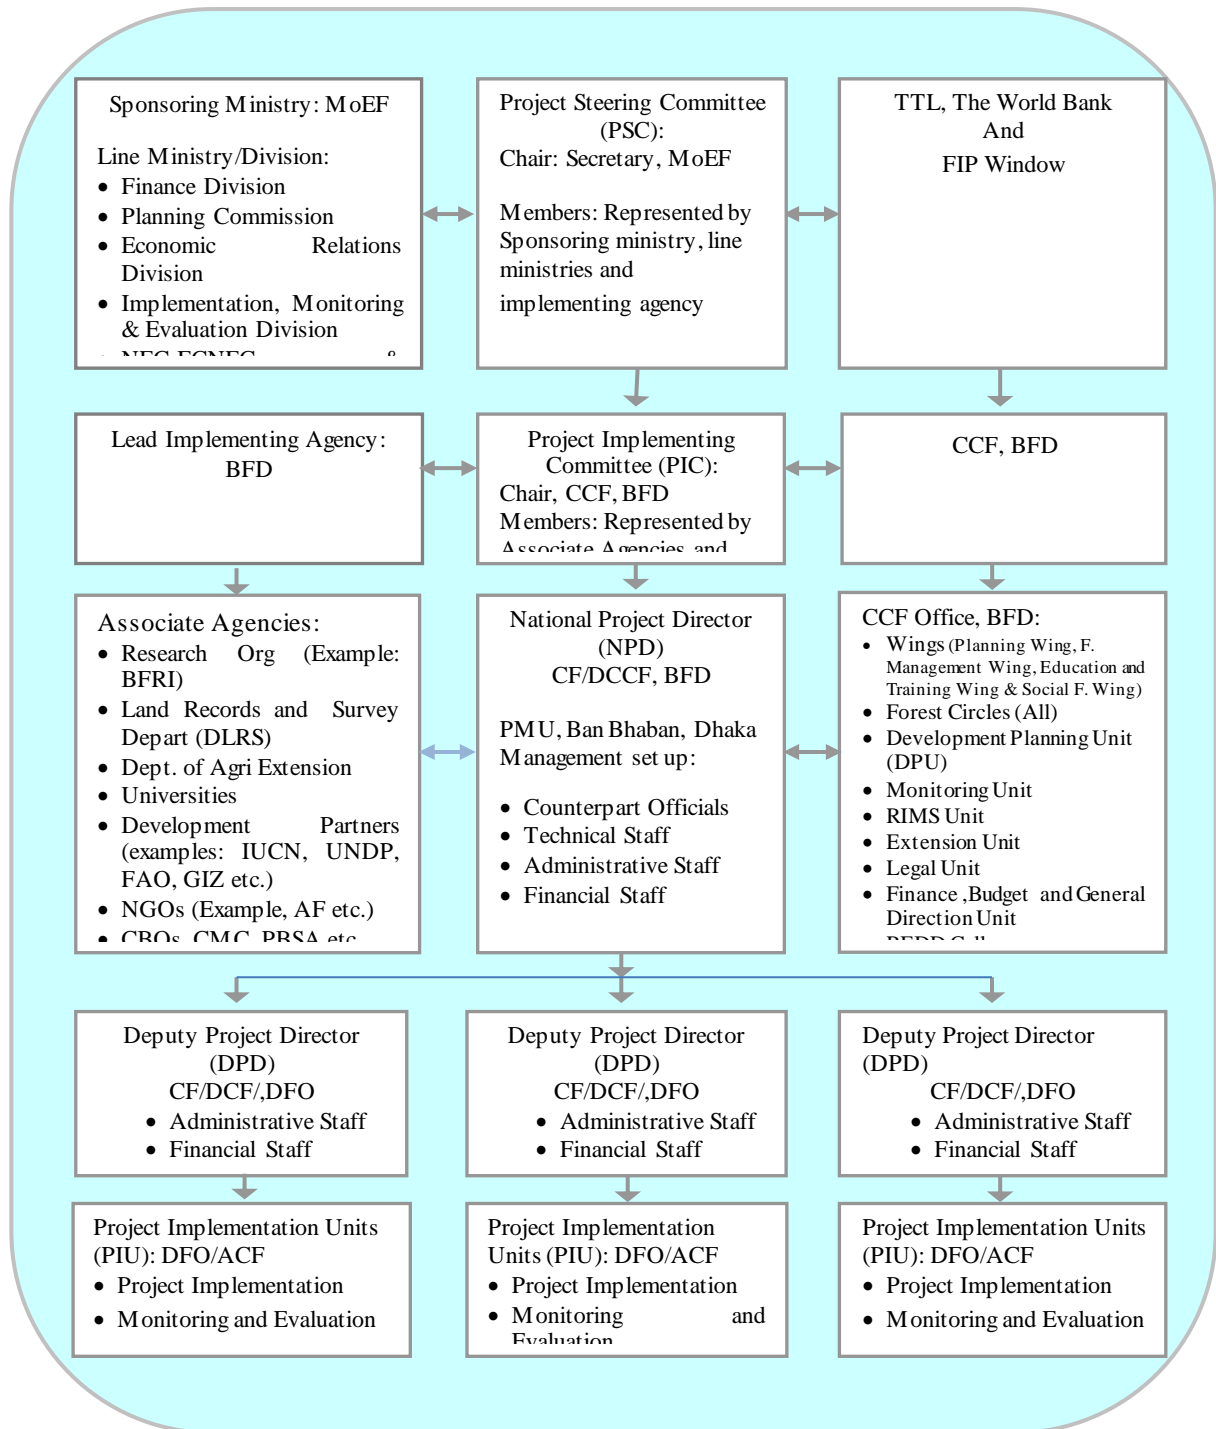 Sponsoring Ministry: MoEF
Line Ministry/Division:
• Finance Division
• Planning Commission
• Economic Relations
Division
• Implementation, Monitoring
& Evaluation Division
Project Steering Committee
(PSC):
Chair: Secretary, MoEF
Members: Represented by
Sponsoring ministry, line
ministries and
implementing agency
TTL, The World Bank
And
FIP Window
Lead Implementing Agency:
BFD
Project Implementing
Committee (PIC):
Chair, CCF, BFD
Members: Represented by
Associate Agencies and
CCF, BFD
Associate Agencies:
• Research Org (Example:
BFRI)
• Land Records and Survey
Depart (DLRS)
• Dept. of Agri Extension
• Universities
• Development Partners
(examples: IUCN, UNDP,
FAO, GIZ etc.)
• NGOs (Example, AF etc.)
• CBOs, CMC, PBSA etc
National Project Director
(NPD)
CF/DCCF, BFD
PMU, Ban Bhaban, Dhaka
Management set up:
• Counterpart Officials
• Technical Staff
• Administrative Staff
• Financial Staff
CCF Office, BFD:
• Wings (Planning Wing, F.
Management Wing, Education and
Training Wing & Social F. Wing)
• Forest Circles (All)
• Development Planning Unit
(DPU)
• Monitoring Unit
• RIMS Unit
• Extension Unit
• Legal Unit
• Finance ,Budget and General
Direction Unit
Deputy Project Director
(DPD)
CF/DCF/,DFO
• Administrative Staff
• Financial Staff
Deputy Project Director
(DPD)
CF/DCF/,DFO
• Administrative Staff
• Financial Staff
Deputy Project Director
(DPD)
CF/DCF/,DFO
• Administrative Staff
• Financial Staff
Project Implementation Units
(PIU): DFO/ACF
• Project Implementation
• Monitoring and Evaluation
Project Implementation
Units (PIU): DFO/ACF
• Project Implementation
• Monitoring and
Evaluation
Project Implementation Units
(PIU): DFO/ACF
• Project Implementation
• Monitoring and Evaluation